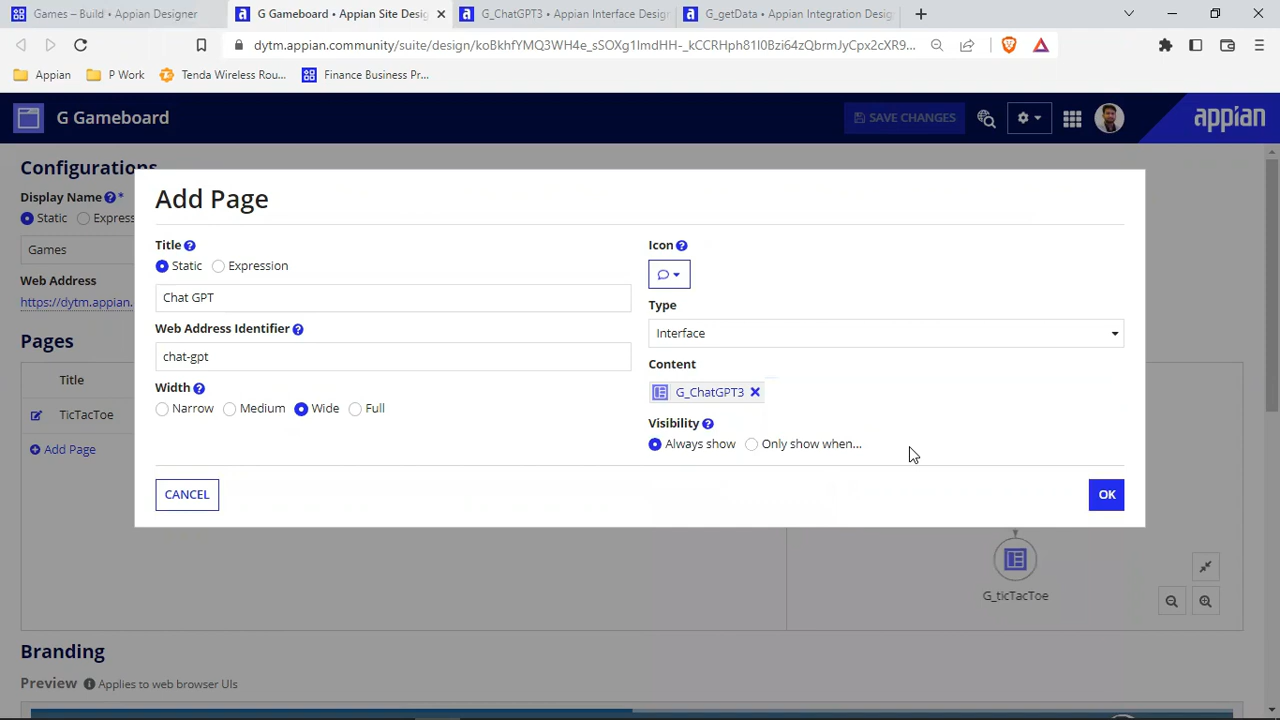 Games – Build • Appian Designer
G Gameboard • Appian Site Desig
G_ChatGPT3 • Appian Interface Design
G_getData • Appian Integration Desig
dytm.appian.community/suite/design/koBkhfYMQ3WH4e_sSOXg1ImdHH-_kCCRHph81I0Bzi64zQbrmJyCpx2cXR9...
Appian
P Work
Tenda Wireless Rou...
Finance Business Pr...
G Gameboard
SAVE CHANGES
appian
Configurations
Display Name ? *
Static
Express
Games
Web Address
https://dytm.appian.
Pages
Title
TicTacToe
Add Page
Add Page
Title ?
Static
Expression
Chat GPT
Web Address Identifier ?
chat-gpt
Width ?
Narrow
Medium
Wide
Full
Icon ?
Type
Interface
Content
G_ChatGPT3
Visibility ?
Always show
Only show when...
CANCEL
OK
G_ticTacToe
Branding
Preview
Applies to web browser UIs